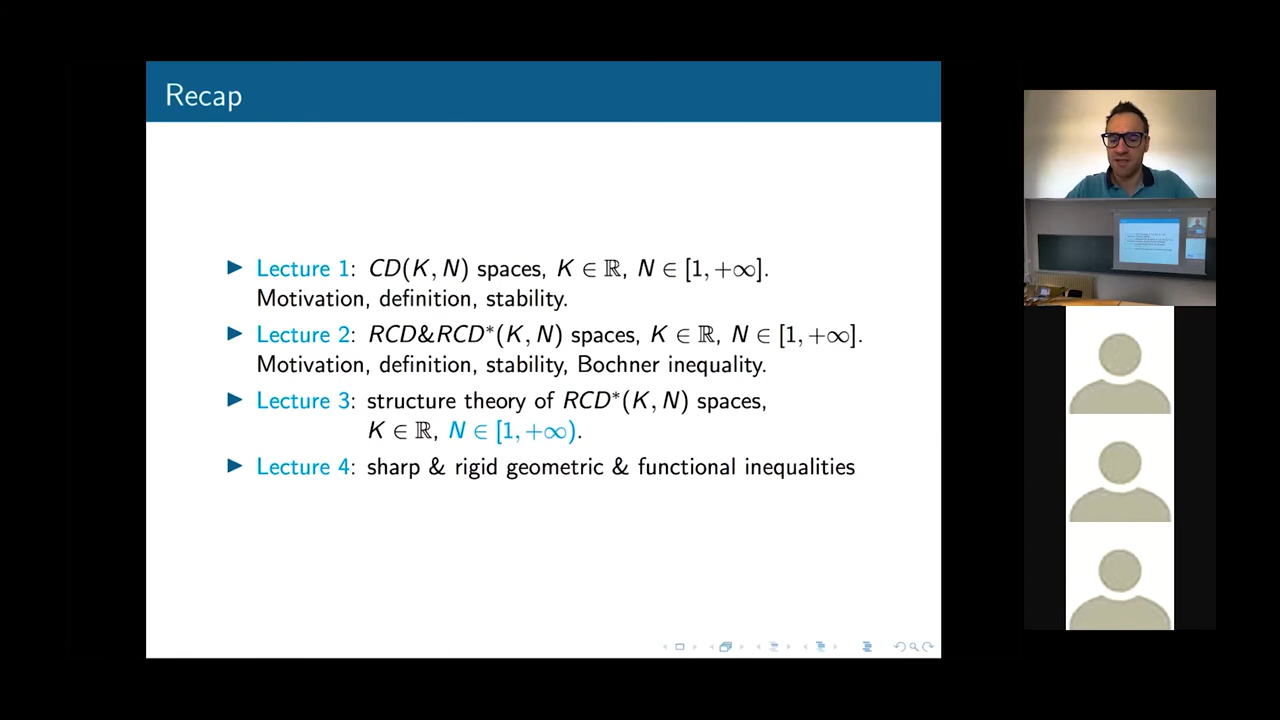 Recap
▶ Lecture 1: CD(K, N) spaces, K ∈ ℝ, N ∈ [1, +∞].
Motivation, definition, stability.
▶ Lecture 2: RCD&RCD*(K, N) spaces, K ∈ ℝ, N ∈ [1, +∞].
Motivation, definition, stability, Bochner inequality.
▶ Lecture 3: structure theory of RCD*(K, N) spaces,
K ∈ ℝ, N ∈ [1, +∞).
▶ Lecture 4: sharp & rigid geometric & functional inequalities